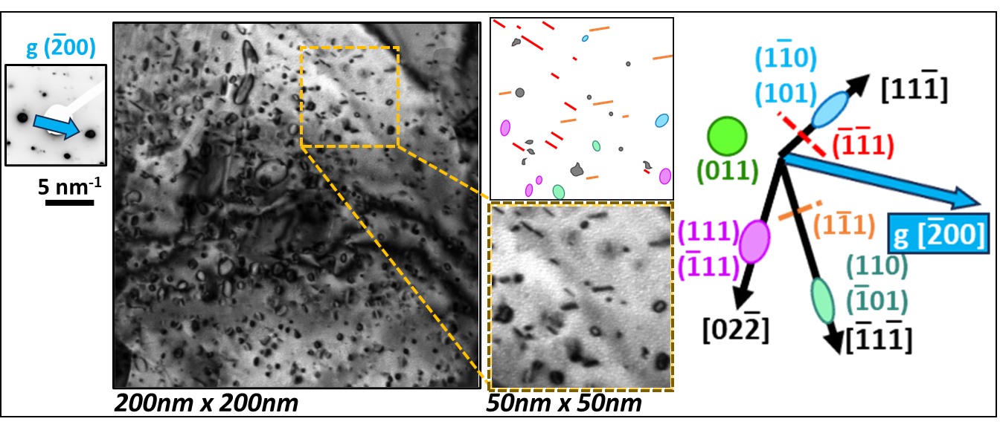 g (2̅00)
5 nm-1
200nm x 200nm
50nm x 50nm
(11̅0)
(101)
[111̅]
(1̅1̅1)
(011)
g [2̅00]
(11̅1)
(111)
(1̅11)
(110)
(1̅01)
[022̅]
[1̅11̅]